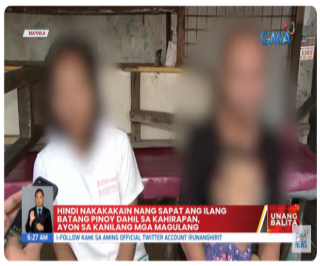 MAYNILA
GMA
HINDI NAKAKAKAIN NANG SAPAT ANG ILANG
BATANG PINOY DAHIL SA KAHIRAPAN,
AYON SA KANILANG MGA MAGULANG
UNANG
BALITA
5:27 AM
I-FOLLOW KAMI SA AMING OFFICIAL TWITTER ACCOUNT @UNANGHIRIT